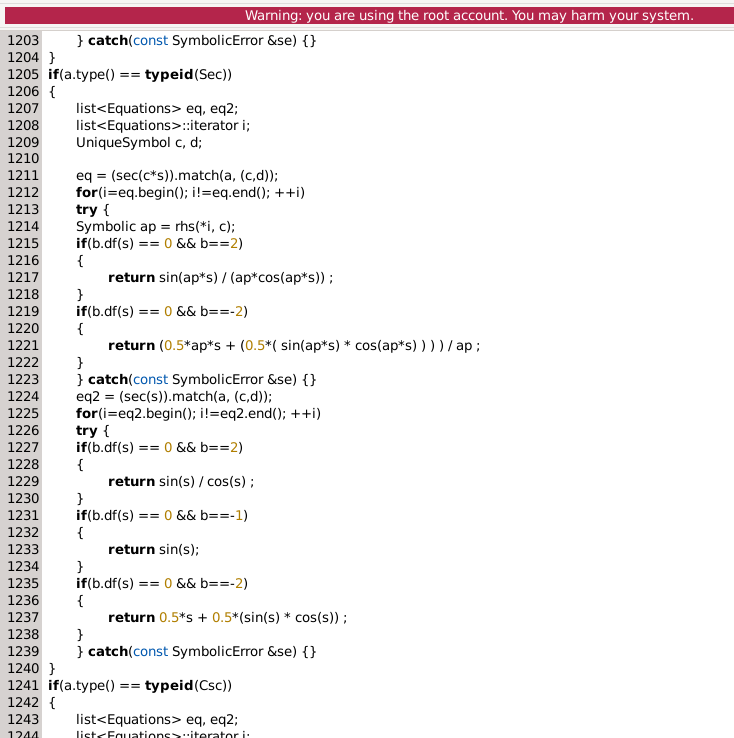 Warning: you are using the root account. You may harm your system.
1203 } catch(const SymbolicError &se) {}
1204 }
1205 if(a.type() == typeid(Sec))
1206 {
1207 list<Equations> eq, eq2;
1208 list<Equations>::iterator i;
1209 UniqueSymbol c, d;
1210
1211 eq = (sec(c*s)).match(a, (c,d));
1212 for(i=eq.begin(); i!=eq.end(); ++i)
1213 try {
1214 Symbolic ap = rhs(*i, c);
1215 if(b.df(s) == 0 && b==2)
1216 {
1217 return sin(ap*s) / (ap*cos(ap*s)) ;
1218 }
1219 if(b.df(s) == 0 && b==-2)
1220 {
1221 return (0.5*ap*s + (0.5*( sin(ap*s) * cos(ap*s) ) ) ) / ap ;
1222 }
1223 } catch(const SymbolicError &se) {}
1224 eq2 = (sec(s)).match(a, (c,d));
1225 for(i=eq2.begin(); i!=eq2.end(); ++i)
1226 try {
1227 if(b.df(s) == 0 && b==2)
1228 {
1229 return sin(s) / cos(s) ;
1230 }
1231 if(b.df(s) == 0 && b==-1)
1232 {
1233 return sin(s);
1234 }
1235 if(b.df(s) == 0 && b==-2)
1236 {
1237 return 0.5*s + 0.5*(sin(s) * cos(s)) ;
1238 }
1239 } catch(const SymbolicError &se) {}
1240 }
1241 if(a.type() == typeid(Csc))
1242 {
1243 list<Equations> eq, eq2;
1244 list<Equations>::iterator i;